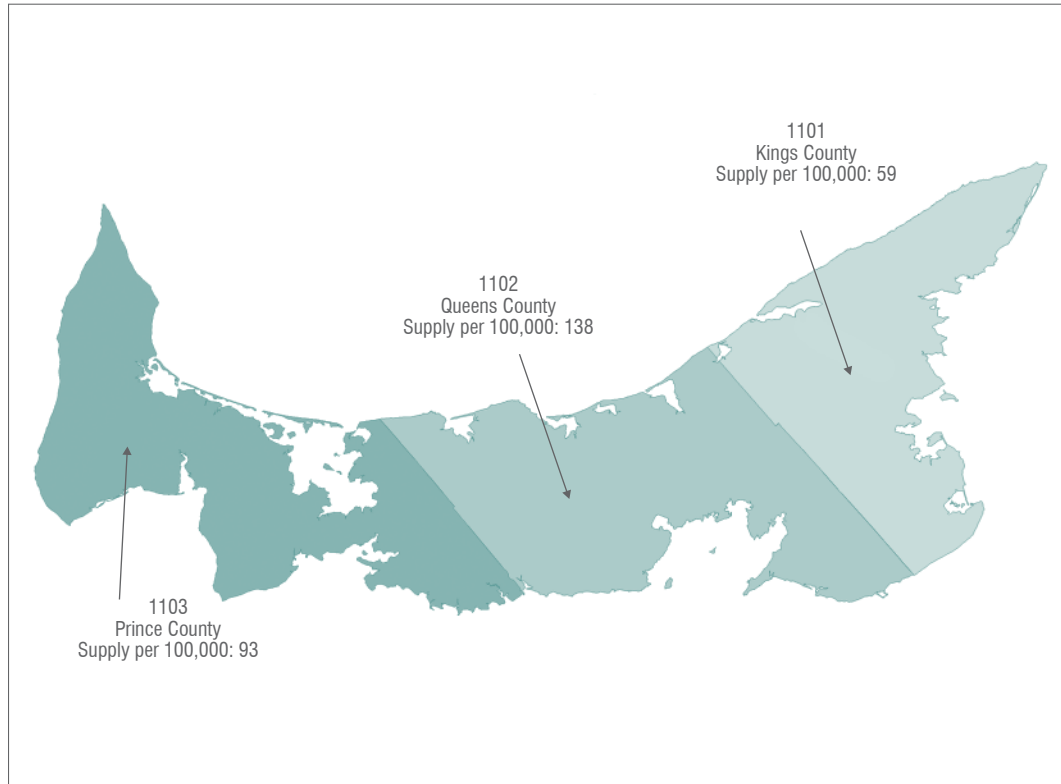 1101
Kings County
Supply per 100,000: 59
1102
Queens County
Supply per 100,000: 138
1103
Prince County
Supply per 100,000: 93